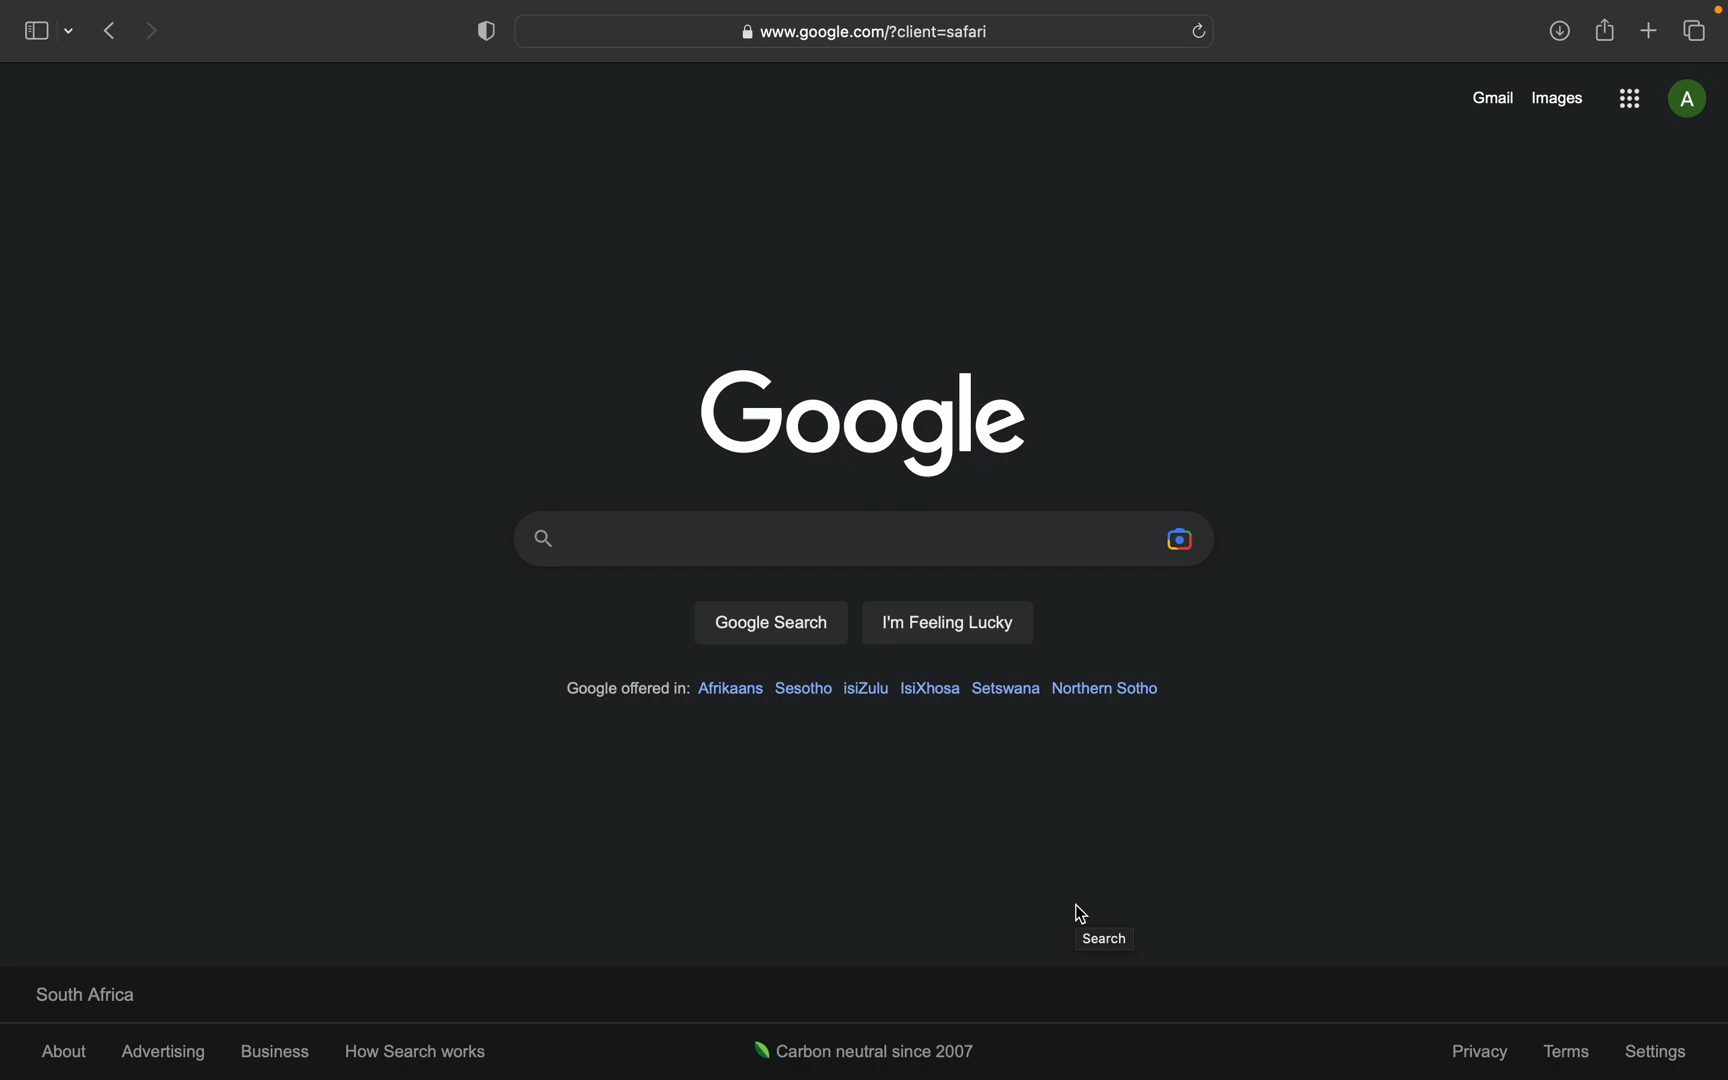 www.google.com/?client=safari
Gmail Images A
Google
Google Search I'm Feeling Lucky
Google offered in: Afrikaans Sesotho isiZulu IsiXhosa Setswana Northern Sotho
Search
South Africa
About Advertising Business How Search works Carbon neutral since 2007 Privacy Terms Settings